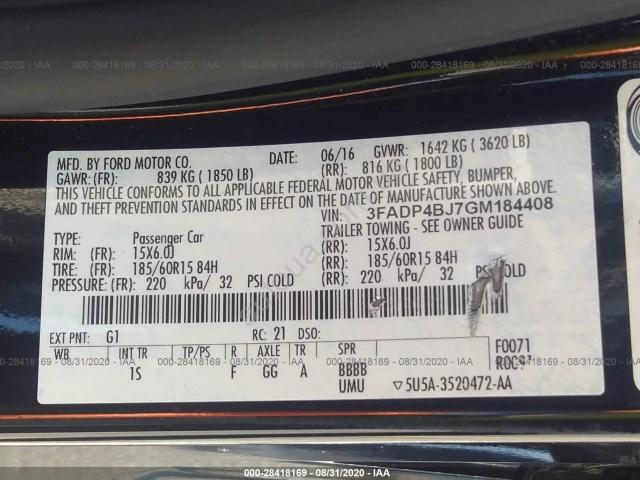 000-28418169 - 08/31/2020 - IAA
MFD. BY FORD MOTOR CO. DATE: 06/16 GVWR: 1642 KG ( 3620 LB)
GAWR: (FR) 839 KG ( 1850 LB) (RR) 816 KG ( 1800 LB)
THIS VEHICLE CONFORMS TO ALL APPLICABLE FEDERAL MOTOR VEHICLE SAFETY, BUMPER,
AND THEFT PREVENTION STANDARDS IN EFFECT ON THE DATE OF MANUFACTURE SHOWN ABOVE
VIN: 3FADP4BJ7GM184408
TYPE: Passenger Car TRAILER TOWING - SEE OWNER GUIDE
RIM: (FR) 15X6.0J (RR) 15X6.0J
TIRE: (FR) 185/60R15 84H (RR) 185/60R15 84H
PRESSURE: (FR) 220 kPa/ 32 PSI COLD (RR) 220 kPa/ 32 PSI COLD
EXT PNT: G1 RC: 21 DSO: F0071
WB INT TR TP/PS R AXLE TR SPR
1S F GG A BBBB
UMU ▽5U5A-3520472-AA
000-28418169 - 08/31/2020 - IAA